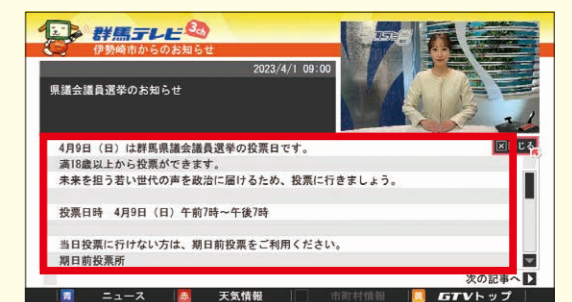 群馬テレビ 3ch
伊勢崎市からのお知らせ
2023/4/1 09:00
県議会議員選挙のお知らせ
4月9日（日）は群馬県議会議員選挙の投票日です。
満18歳以上から投票ができます。
未来を担う若い世代の声を政治に届けるため、投票に行きましょう。
投票日時 4月9日（日）午前7時～午後7時
当日投票に行けない方は、期日前投票をご利用ください。
期日前投票所
次の記事へ
青 ニュース 赤 天気情報 市町村情報 黄 GTVトップ